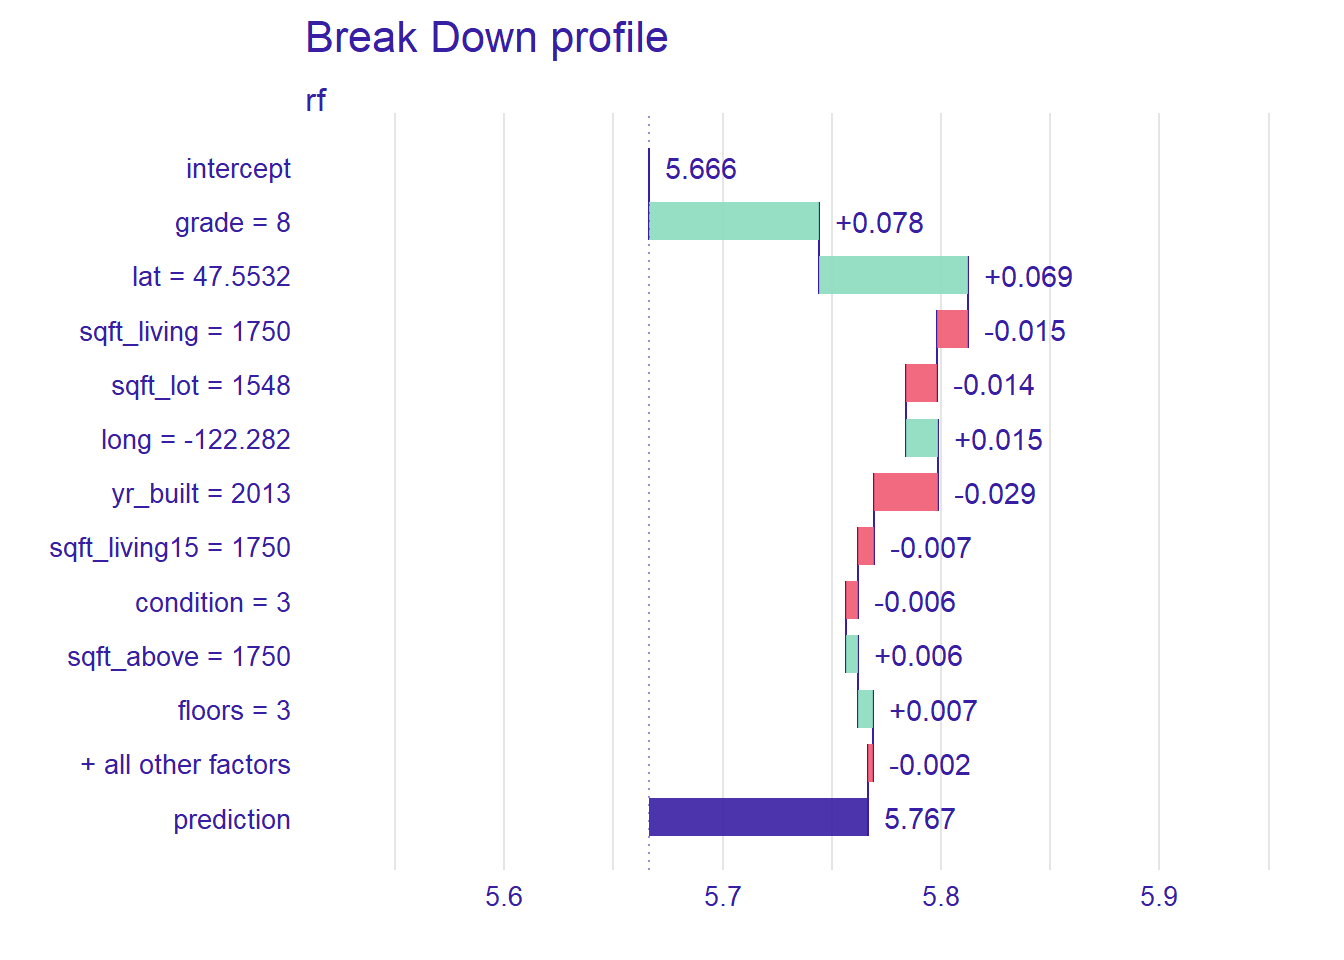 Break Down profile
rf
intercept 5.666
grade = 8 +0.078
lat = 47.5532 +0.069
sqft_living = 1750 -0.015
sqft_lot = 1548 -0.014
long = -122.282 +0.015
yr_built = 2013 -0.029
sqft_living15 = 1750 -0.007
condition = 3 -0.006
sqft_above = 1750 +0.006
floors = 3 +0.007
+ all other factors -0.002
prediction 5.767
5.6 5.7 5.8 5.9